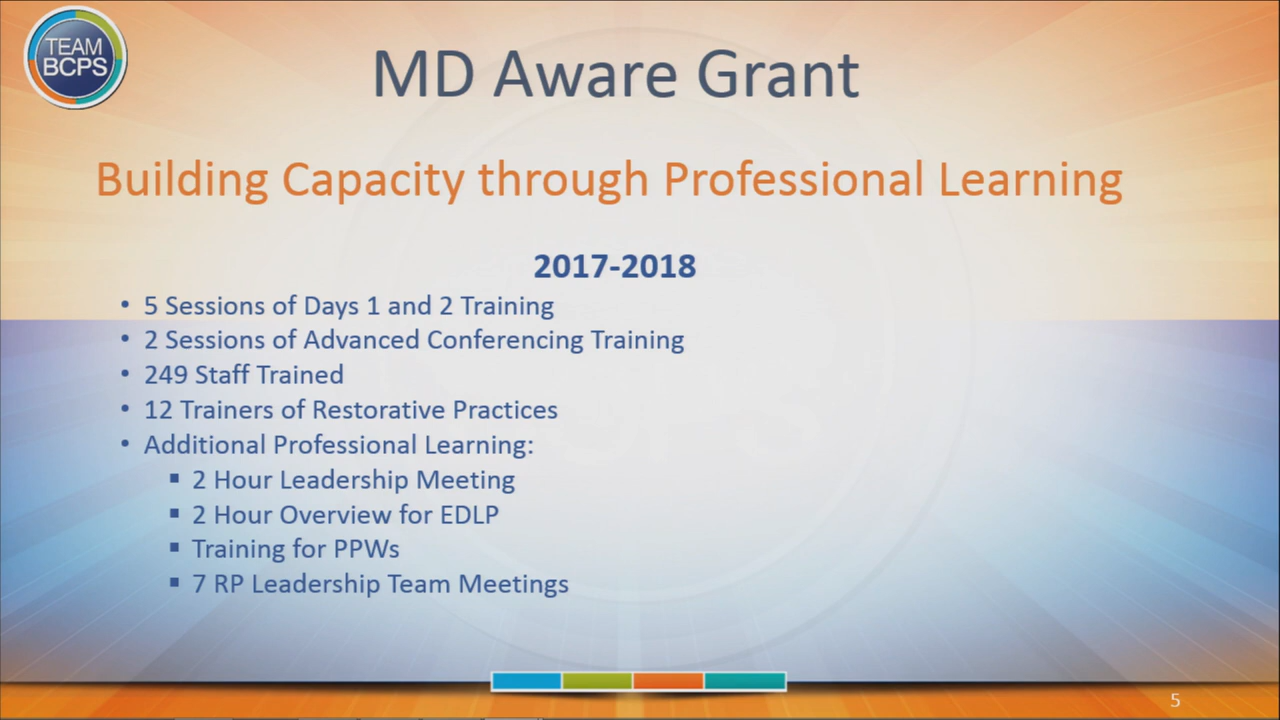 TEAM
BCPS
MD Aware Grant
Building Capacity through Professional Learning
2017-2018
• 5 Sessions of Days 1 and 2 Training
• 2 Sessions of Advanced Conferencing Training
• 249 Staff Trained
• 12 Trainers of Restorative Practices
• Additional Professional Learning:
▪ 2 Hour Leadership Meeting
▪ 2 Hour Overview for EDLP
▪ Training for PPWs
▪ 7 RP Leadership Team Meetings
5